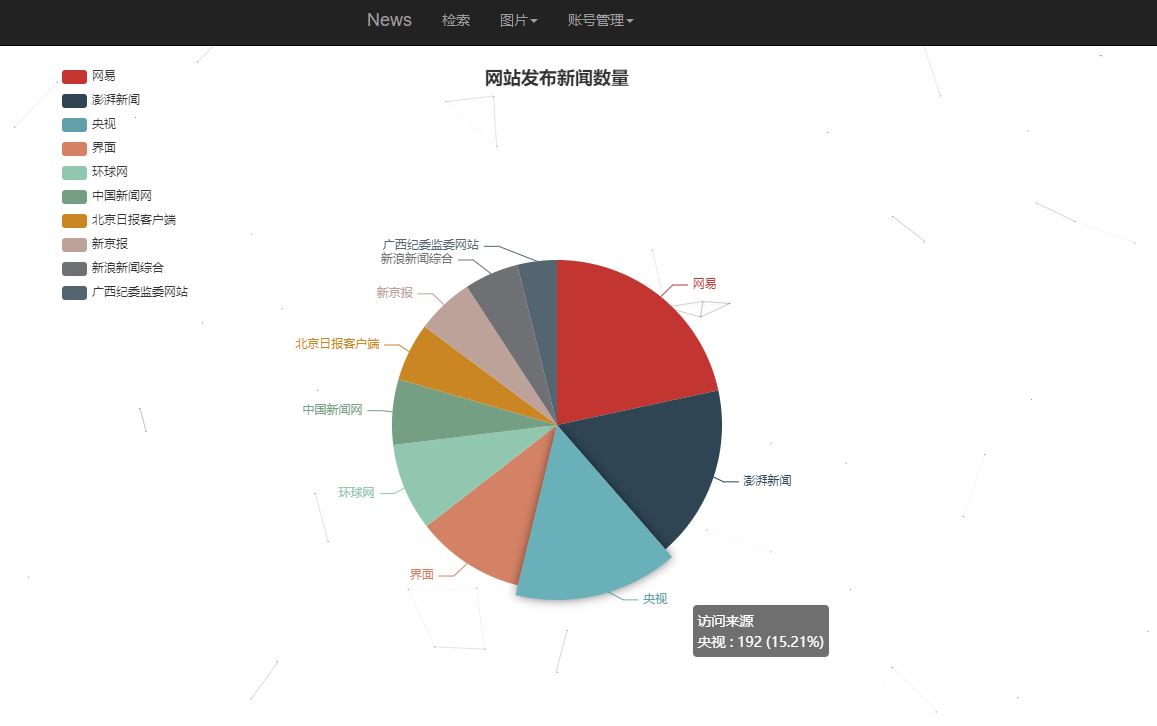 News 检索 图片 账号管理
网站发布新闻数量
网易
澎湃新闻
央视
界面
环球网
中国新闻网
北京日报客户端
新京报
新浪新闻综合
广西纪委监委网站
广西纪委监委网站
新浪新闻综合
网易
新京报
北京日报客户端
中国新闻网
澎湃新闻
环球网
界面
央视
访问来源
央视 : 192 (15.21%)